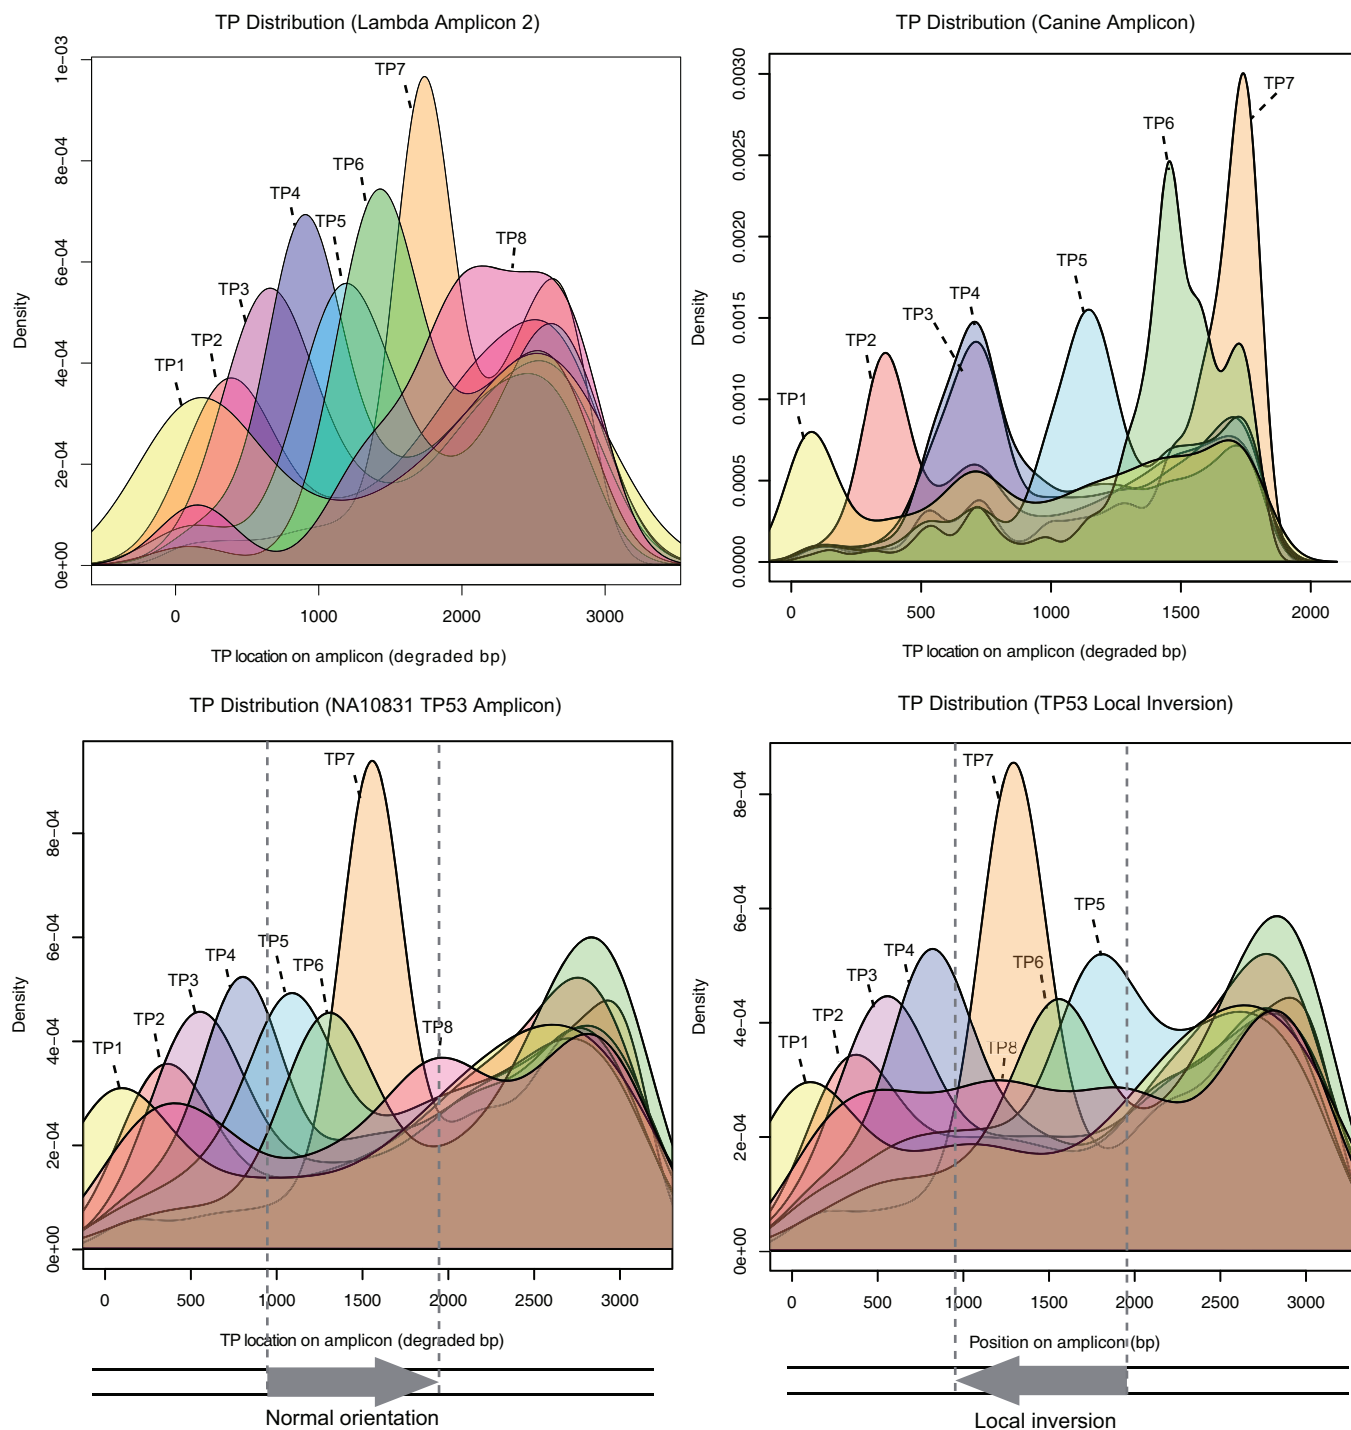 TP Distribution (Lambda Amplicon 2)
TP Distribution (Canine Amplicon)
Density
0e+00
2e−04
4e−04
6e−04
8e−04
1e−03
TP1
TP2
TP3
TP4
TP5
TP6
TP7
TP8
0 1000 2000 3000
TP location on amplicon (degraded bp)
Density
0.0000
0.0005
0.0010
0.0015
0.0020
0.0025
0.0030
TP1
TP2
TP3
TP4
TP5
TP6
TP7
0 500 1000 1500 2000
TP location on amplicon (degraded bp)
TP Distribution (NA10831 TP53 Amplicon)
TP Distribution (TP53 Local Inversion)
Density
0e+00
2e−04
4e−04
6e−04
8e−04
TP1
TP2
TP3
TP4
TP5
TP6
TP7
TP8
0 500 1000 1500 2000 2500 3000
TP location on amplicon (degraded bp)
Normal orientation
Density
0e+00
2e−04
4e−04
6e−04
8e−04
TP1
TP2
TP3
TP4
TP5
TP6
TP7
TP8
0 500 1000 1500 2000 2500 3000
Position on amplicon (bp)
Local inversion